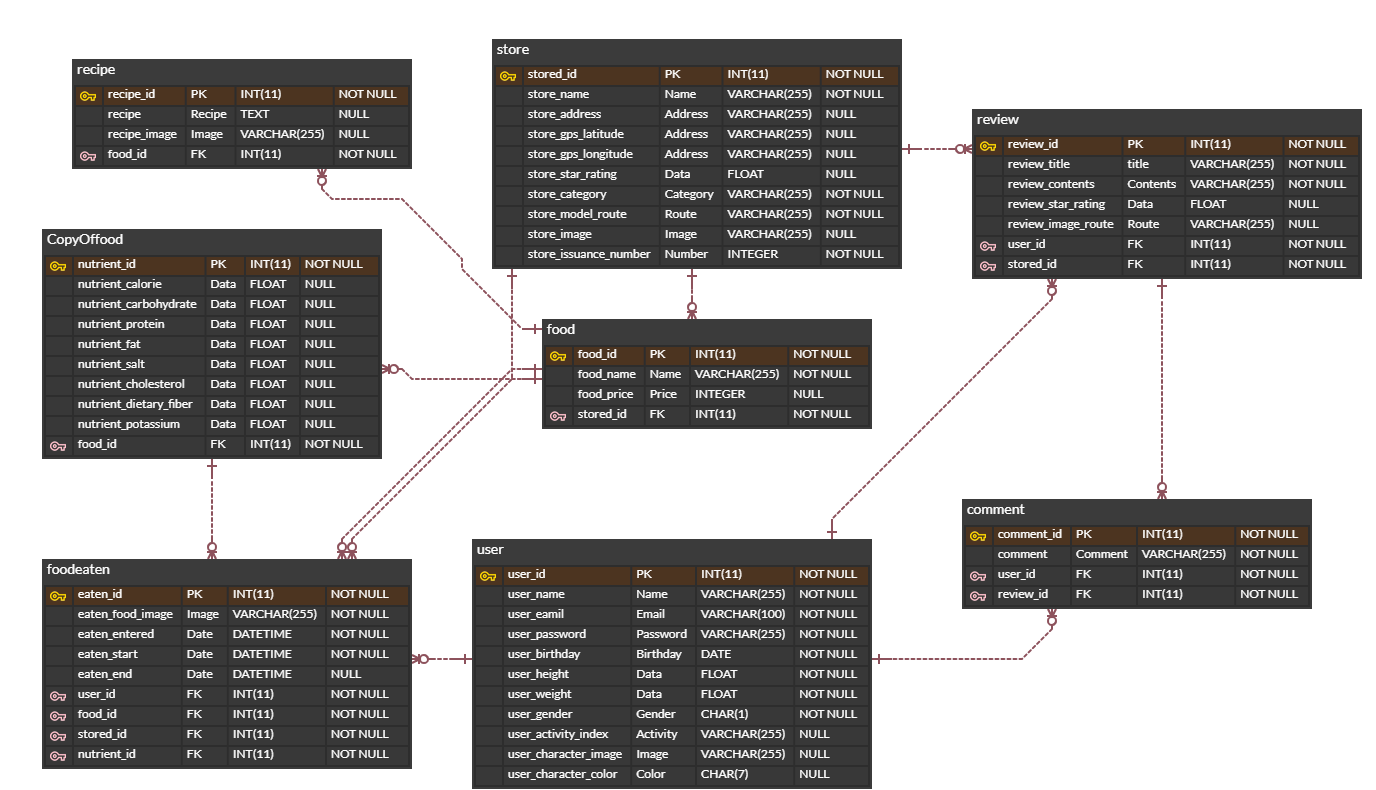 recipe
recipe_id PK INT(11) NOT NULL
recipe Recipe TEXT NULL
recipe_image Image VARCHAR(255) NULL
food_id FK INT(11) NOT NULL
store
stored_id PK INT(11) NOT NULL
store_name Name VARCHAR(255) NOT NULL
store_address Address VARCHAR(255) NULL
store_gps_latitude Address VARCHAR(255) NOT NULL
store_gps_longitude Address VARCHAR(255) NOT NULL
store_star_rating Data FLOAT NULL
store_category Category VARCHAR(255) NOT NULL
store_model_route Route VARCHAR(255) NOT NULL
store_image Image VARCHAR(255) NULL
store_issuance_number Number INTEGER NOT NULL
review
review_id PK INT(11) NOT NULL
review_title title VARCHAR(255) NOT NULL
review_contents Contents VARCHAR(255) NOT NULL
review_star_rating Data FLOAT NULL
review_image_route Route VARCHAR(255) NULL
user_id FK INT(11) NOT NULL
stored_id FK INT(11) NOT NULL
CopyOffood
nutrient_id PK INT(11) NOT NULL
nutrient_calorie Data FLOAT NULL
nutrient_carbohydrate Data FLOAT NULL
nutrient_protein Data FLOAT NULL
nutrient_fat Data FLOAT NULL
nutrient_salt Data FLOAT NULL
nutrient_cholesterol Data FLOAT NULL
nutrient_dietary_fiber Data FLOAT NULL
nutrient_potassium Data FLOAT NULL
food_id FK INT(11) NOT NULL
food
food_id PK INT(11) NOT NULL
food_name Name VARCHAR(255) NOT NULL
food_price Price INTEGER NULL
stored_id FK INT(11) NOT NULL
comment
comment_id PK INT(11) NOT NULL
comment Comment VARCHAR(255) NOT NULL
user_id FK INT(11) NOT NULL
review_id FK INT(11) NOT NULL
foodeaten
eaten_id PK INT(11) NOT NULL
eaten_food_image Image VARCHAR(255) NOT NULL
eaten_entered Date DATETIME NOT NULL
eaten_start Date DATETIME NOT NULL
eaten_end Date DATETIME NULL
user_id FK INT(11) NOT NULL
food_id FK INT(11) NOT NULL
stored_id FK INT(11) NOT NULL
nutrient_id FK INT(11) NOT NULL
user
user_id PK INT(11) NOT NULL
user_name Name VARCHAR(255) NOT NULL
user_eamil Email VARCHAR(100) NOT NULL
user_password Password VARCHAR(255) NOT NULL
user_birthday Birthday DATE NOT NULL
user_height Data FLOAT NOT NULL
user_weight Data FLOAT NOT NULL
user_gender Gender CHAR(1) NOT NULL
user_activity_index Activity VARCHAR(255) NULL
user_character_image Image VARCHAR(255) NULL
user_character_color Color CHAR(7) NULL